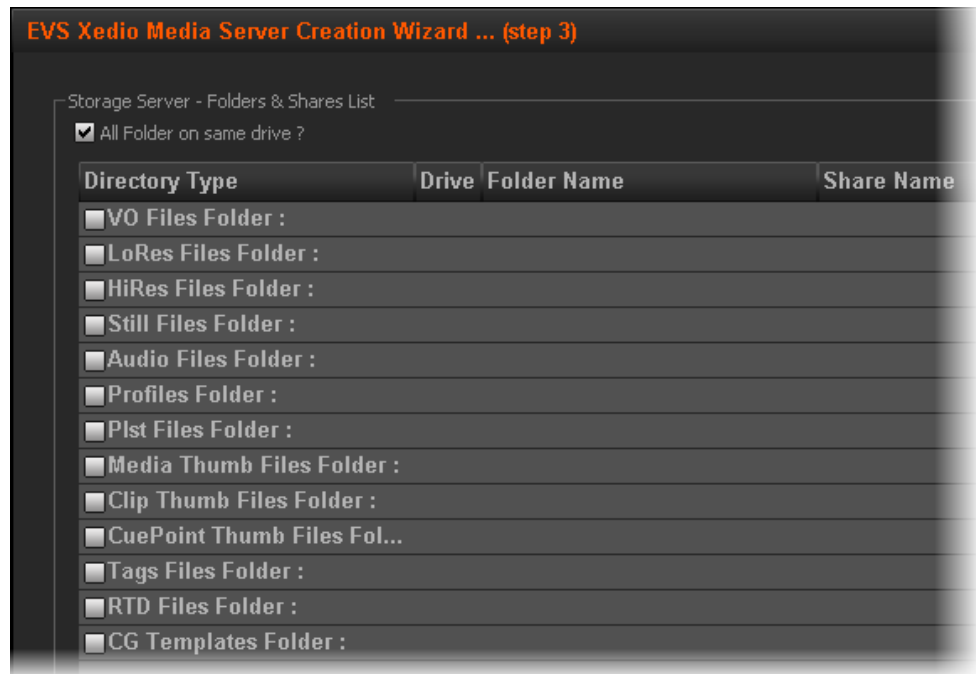 EVS Xedio Media Server Creation Wizard ... (step 3)
Storage Server - Folders & Shares List
All Folder on same drive ?
Directory Type Drive Folder Name Share Name
VO Files Folder :
LoRes Files Folder :
HiRes Files Folder :
Still Files Folder :
Audio Files Folder :
Profiles Folder :
Plst Files Folder :
Media Thumb Files Folder :
Clip Thumb Files Folder :
CuePoint Thumb Files Fol...
Tags Files Folder :
RTD Files Folder :
CG Templates Folder :